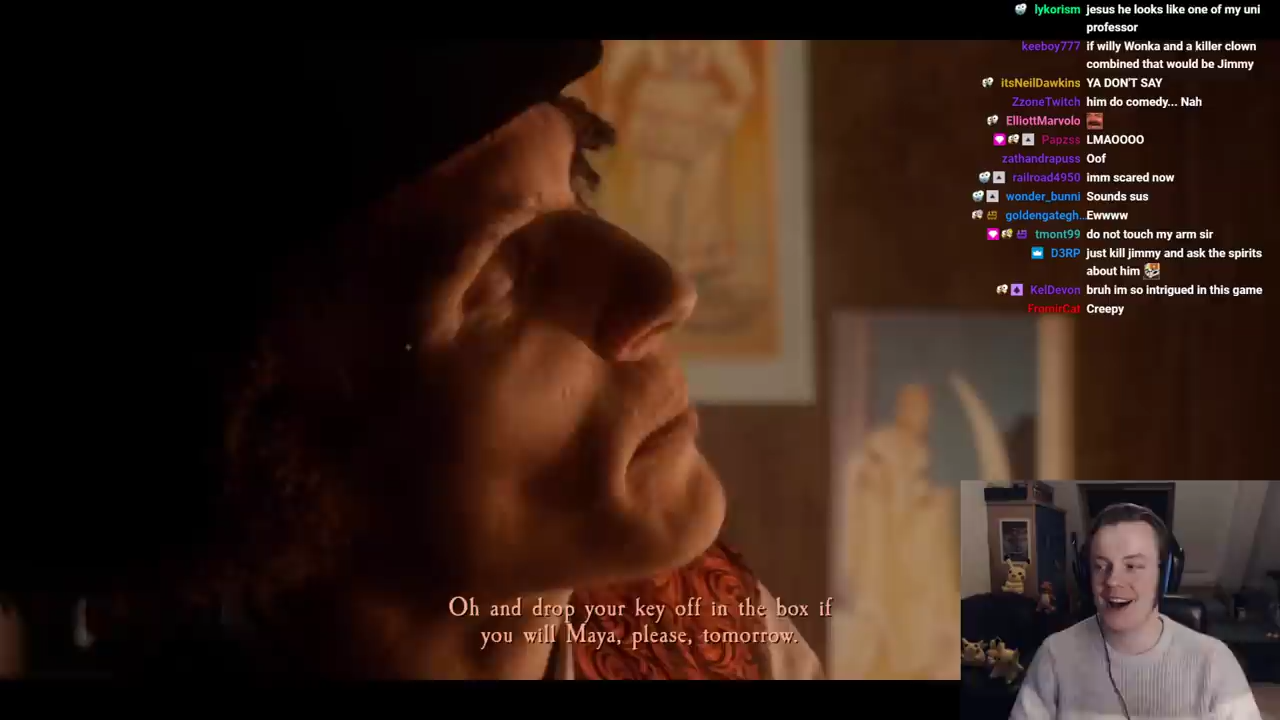 lykorism jesus he looks like one of my uni
professor
keeboy777 if willy Wonka and a killer clown
combined that would be Jimmy
itsNeilDawkins YA DON'T SAY
ZzoneTwitch him do comedy... Nah
ElliottMarvolo
Papzss LMAOOOO
zathandrapuss Oof
railroad4950 imm scared now
wonder_bunni Sounds sus
goldengategh... Ewwww
tmont99 do not touch my arm sir
D3RP just kill jimmy and ask the spirits
about him
KelDevon bruh im so intrigued in this game
FromirCat Creepy
Oh and drop your key off in the box if
you will Maya, please, tomorrow.